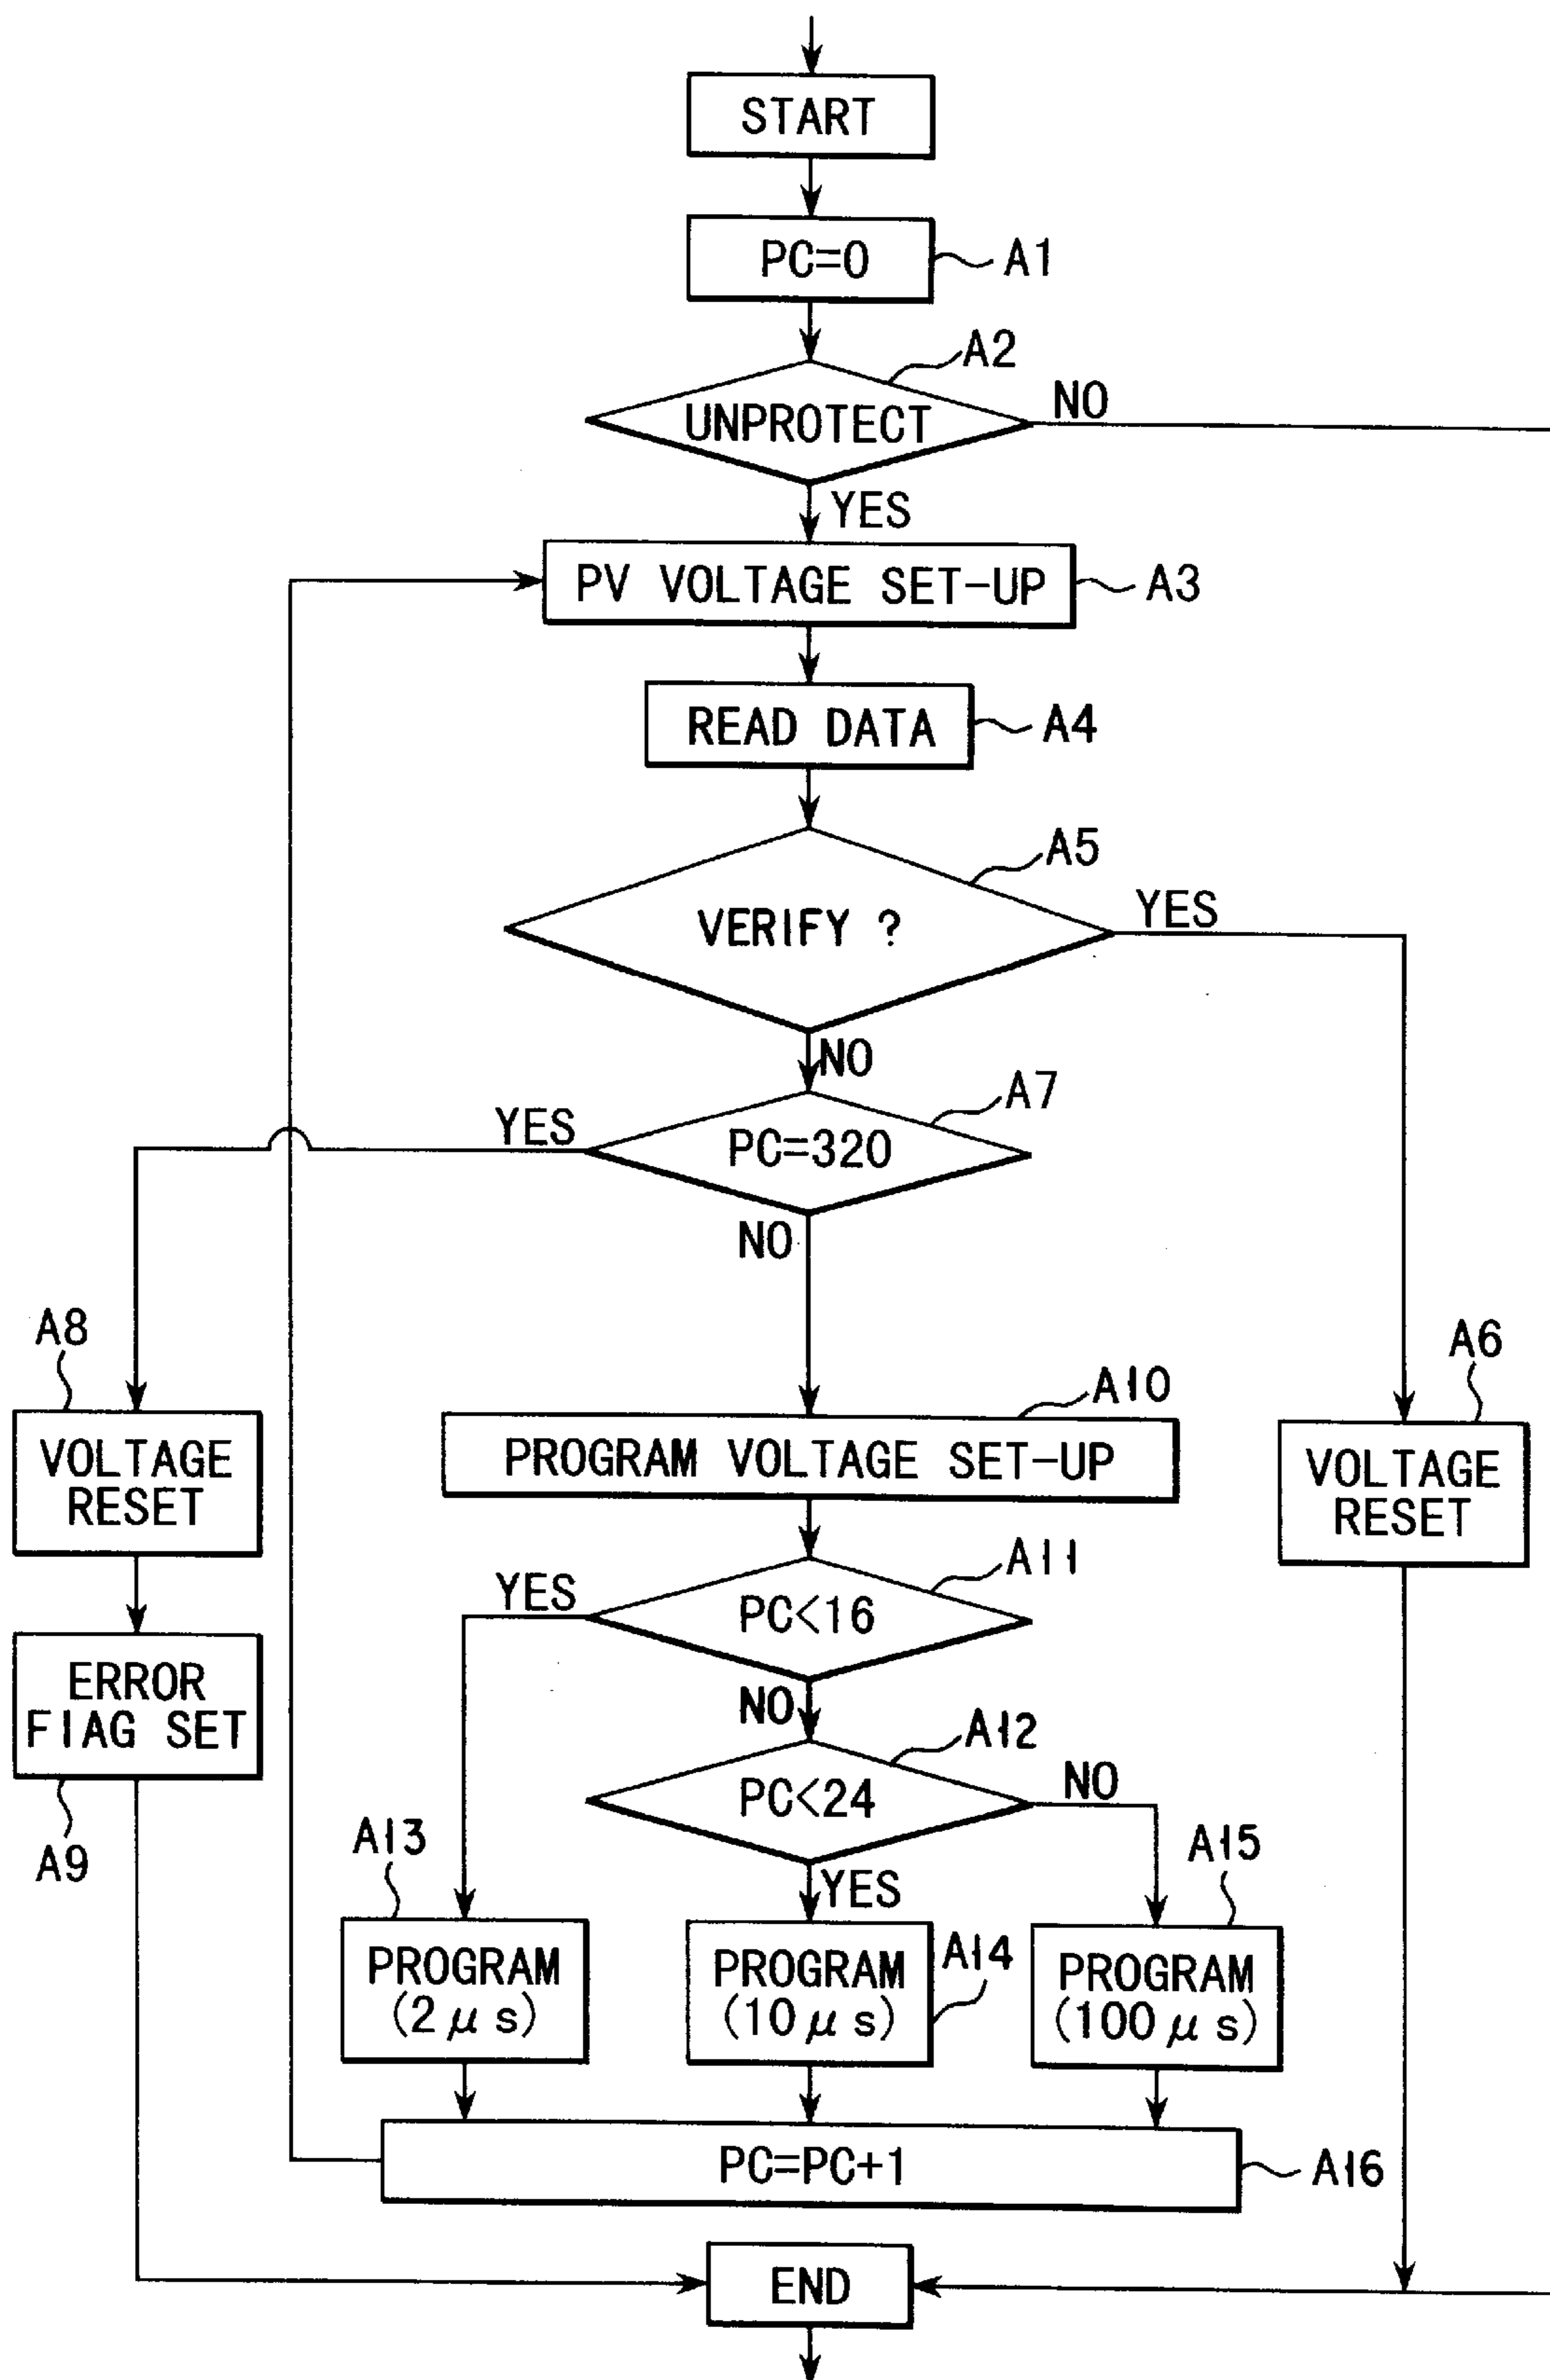 START
PC=0
A1
A2
UNPROTECT
NO
YES
PV VOLTAGE SET-UP
A3
READ DATA
A4
A5
VERIFY ?
YES
NO
A7
YES
PC=320
NO
A8
VOLTAGE
RESET
A6
VOLTAGE
RESET
A10
PROGRAM VOLTAGE SET-UP
A11
YES
PC<16
NO
ERROR
FIAG SET
A9
A12
PC<24
NO
YES
A13
PROGRAM
(2μs)
A14
PROGRAM
(10μs)
A15
PROGRAM
(100μs)
PC=PC+1
A16
END